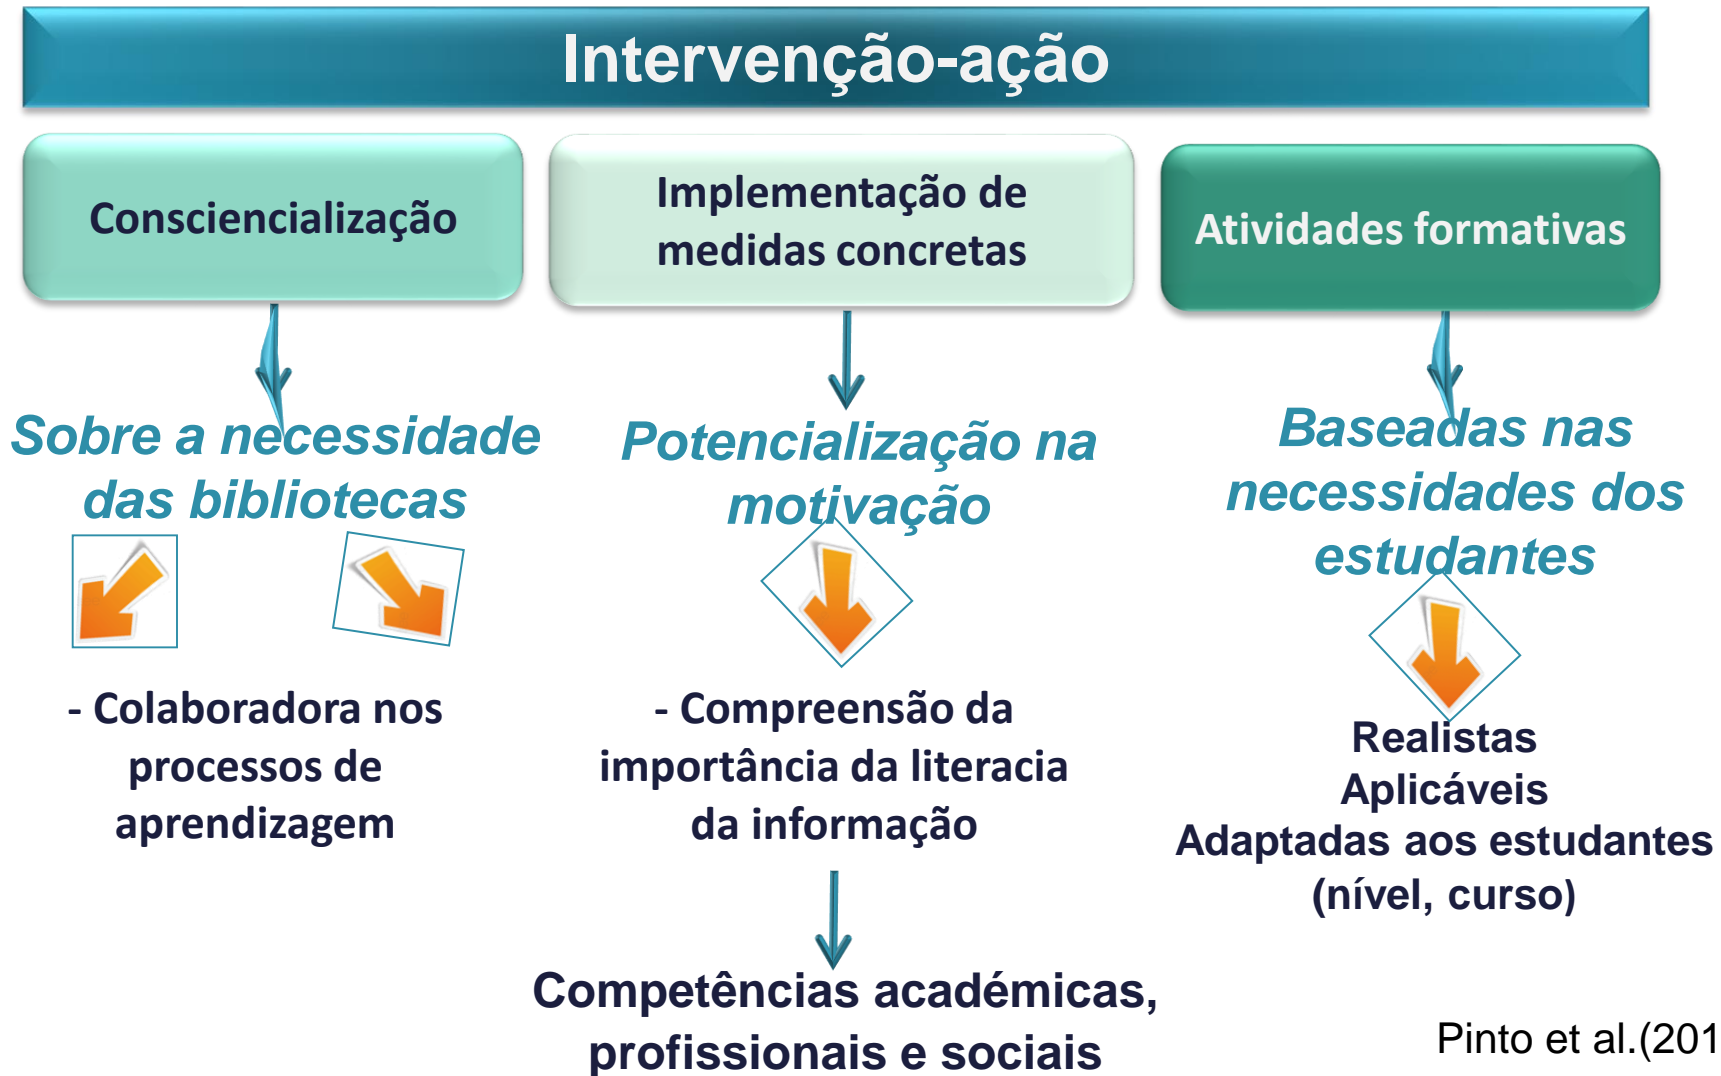 Intervenção-ação
Consciencialização
Implementação de
medidas concretas
Atividades formativas
Sobre a necessidade
das bibliotecas
Potencialização na
motivação
Baseadas nas
necessidades dos
estudantes
- Colaboradora nos
processos de
aprendizagem
- Compreensão da
importância da literacia
da informação
Realistas
Aplicáveis
Adaptadas aos estudantes
(nível, curso)
Competências académicas,
profissionais e sociais
Pinto et al.(201